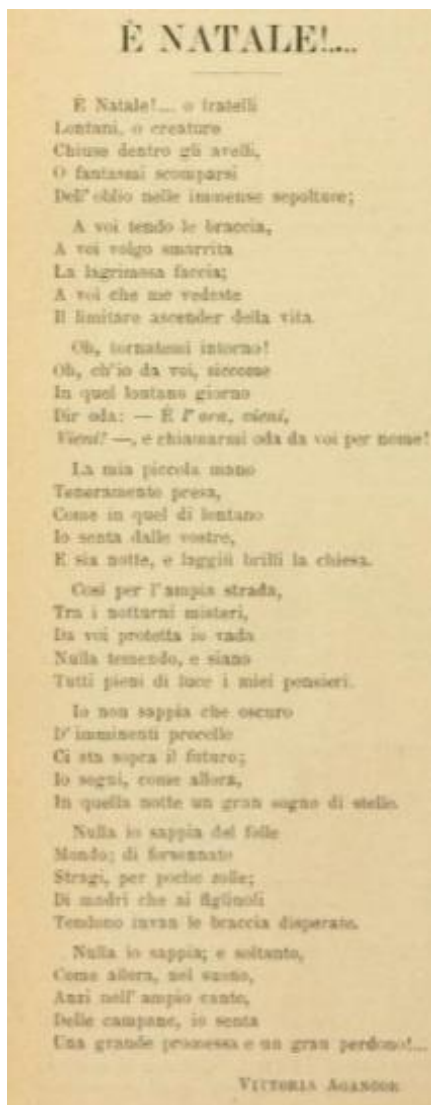 È NATALE!....
È Natale!.... o fratelli
Lontani, o creature
Chiuse dentro gli avelli,
O fantasmi scomparsi
Dell' oblio nelle immense sepolture;
A voi tendo le braccia,
A voi volgo smarrita
La lagrimosa faccia;
A voi che me vedeste
Il limitare ascender della vita.
Oh, tornatemi intorno!
Oh, ch'io da voi, siccome
In quel lontano giorno
Dir oda: — È l' ora, vieni,
Vieni! —, e chiamarmi oda da voi per nome!
La mia piccola mano
Teneramente presa,
Come in quel dì lontano
Io senta dalle vostre,
E sia notte, e laggiù brilli la chiesa.
Così per l' ampia strada,
Tra i notturni misteri,
Da voi protetta io vada
Nulla temendo, e siano
Tutti pieni di luce i miei pensieri.
Io non sappia che oscuro
D' imminenti procelle
Ci sta sopra il futuro;
Io sogni, come allora,
In quella notte un gran sogno di stelle.
Nulla io sappia del folle
Mondo; di forsennate
Stragi, per poche zolle;
Di madri che ai figlinoli
Tendono invan le braccia disperate.
Nulla io sappia; e soltanto,
Come allora, nel suono,
Anzi nell' ampio canto,
Delle campane, io senta
Una grande promessa e un gran perdono!...
VITTORIA AGANOOR